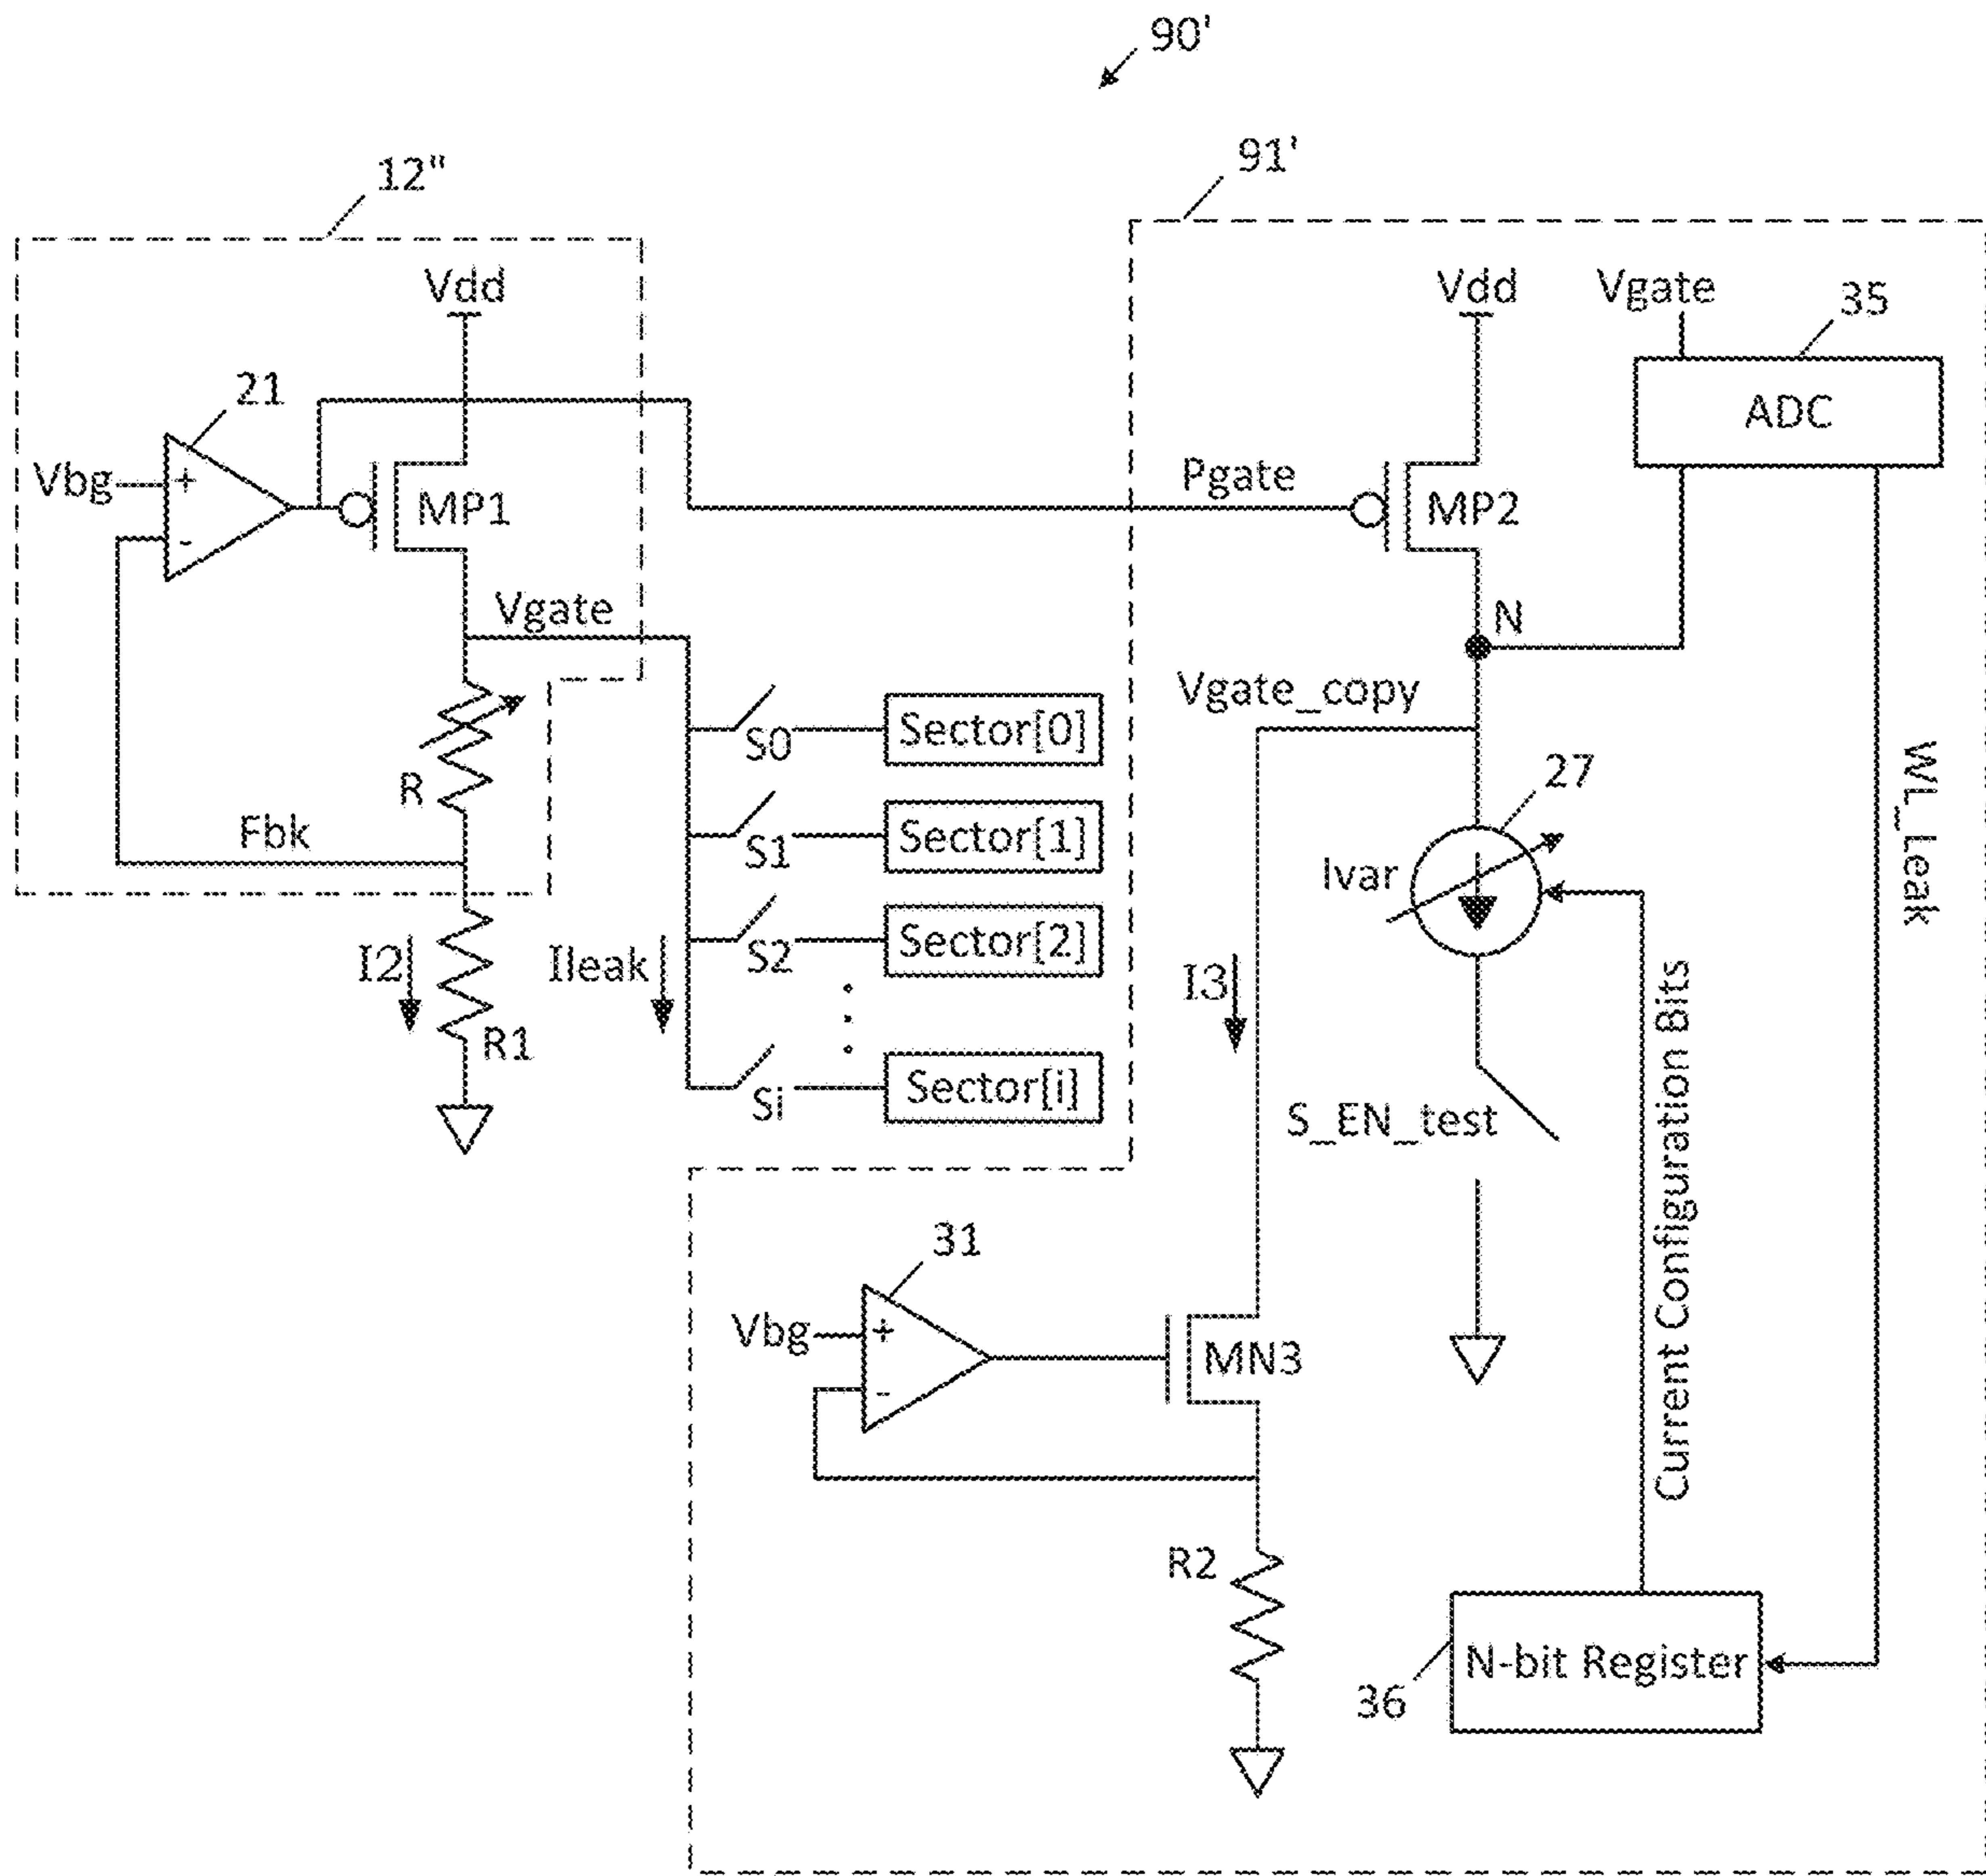 90'
12"
91'
Vdd
Vdd
Vgate
35
21
ADC
Vbg
+
-
MP1
Pgate
MP2
Vgate
N
Vgate_copy
S0
Sector[0]
R
27
S1
Sector[1]
Fbk
Ivar
WL_Leak
S2
Sector[2]
I2
Ileak
I3
R1
Si
Sector[i]
S_EN_test
Current Configuration Bits
31
Vbg
+
-
MN3
R2
N-bit Register
36